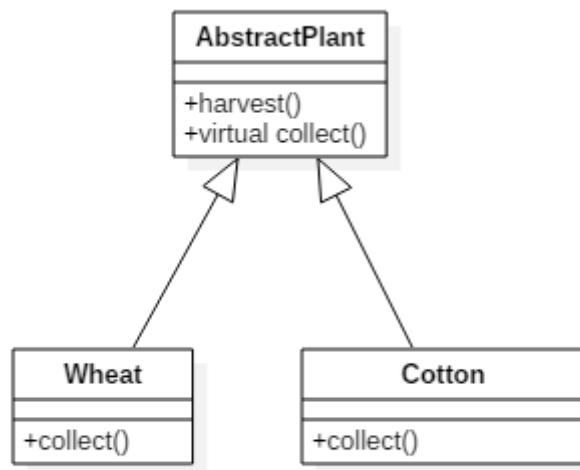 AbstractPlant
+harvest()
+virtual collect()
Wheat
+collect()
Cotton
+collect()